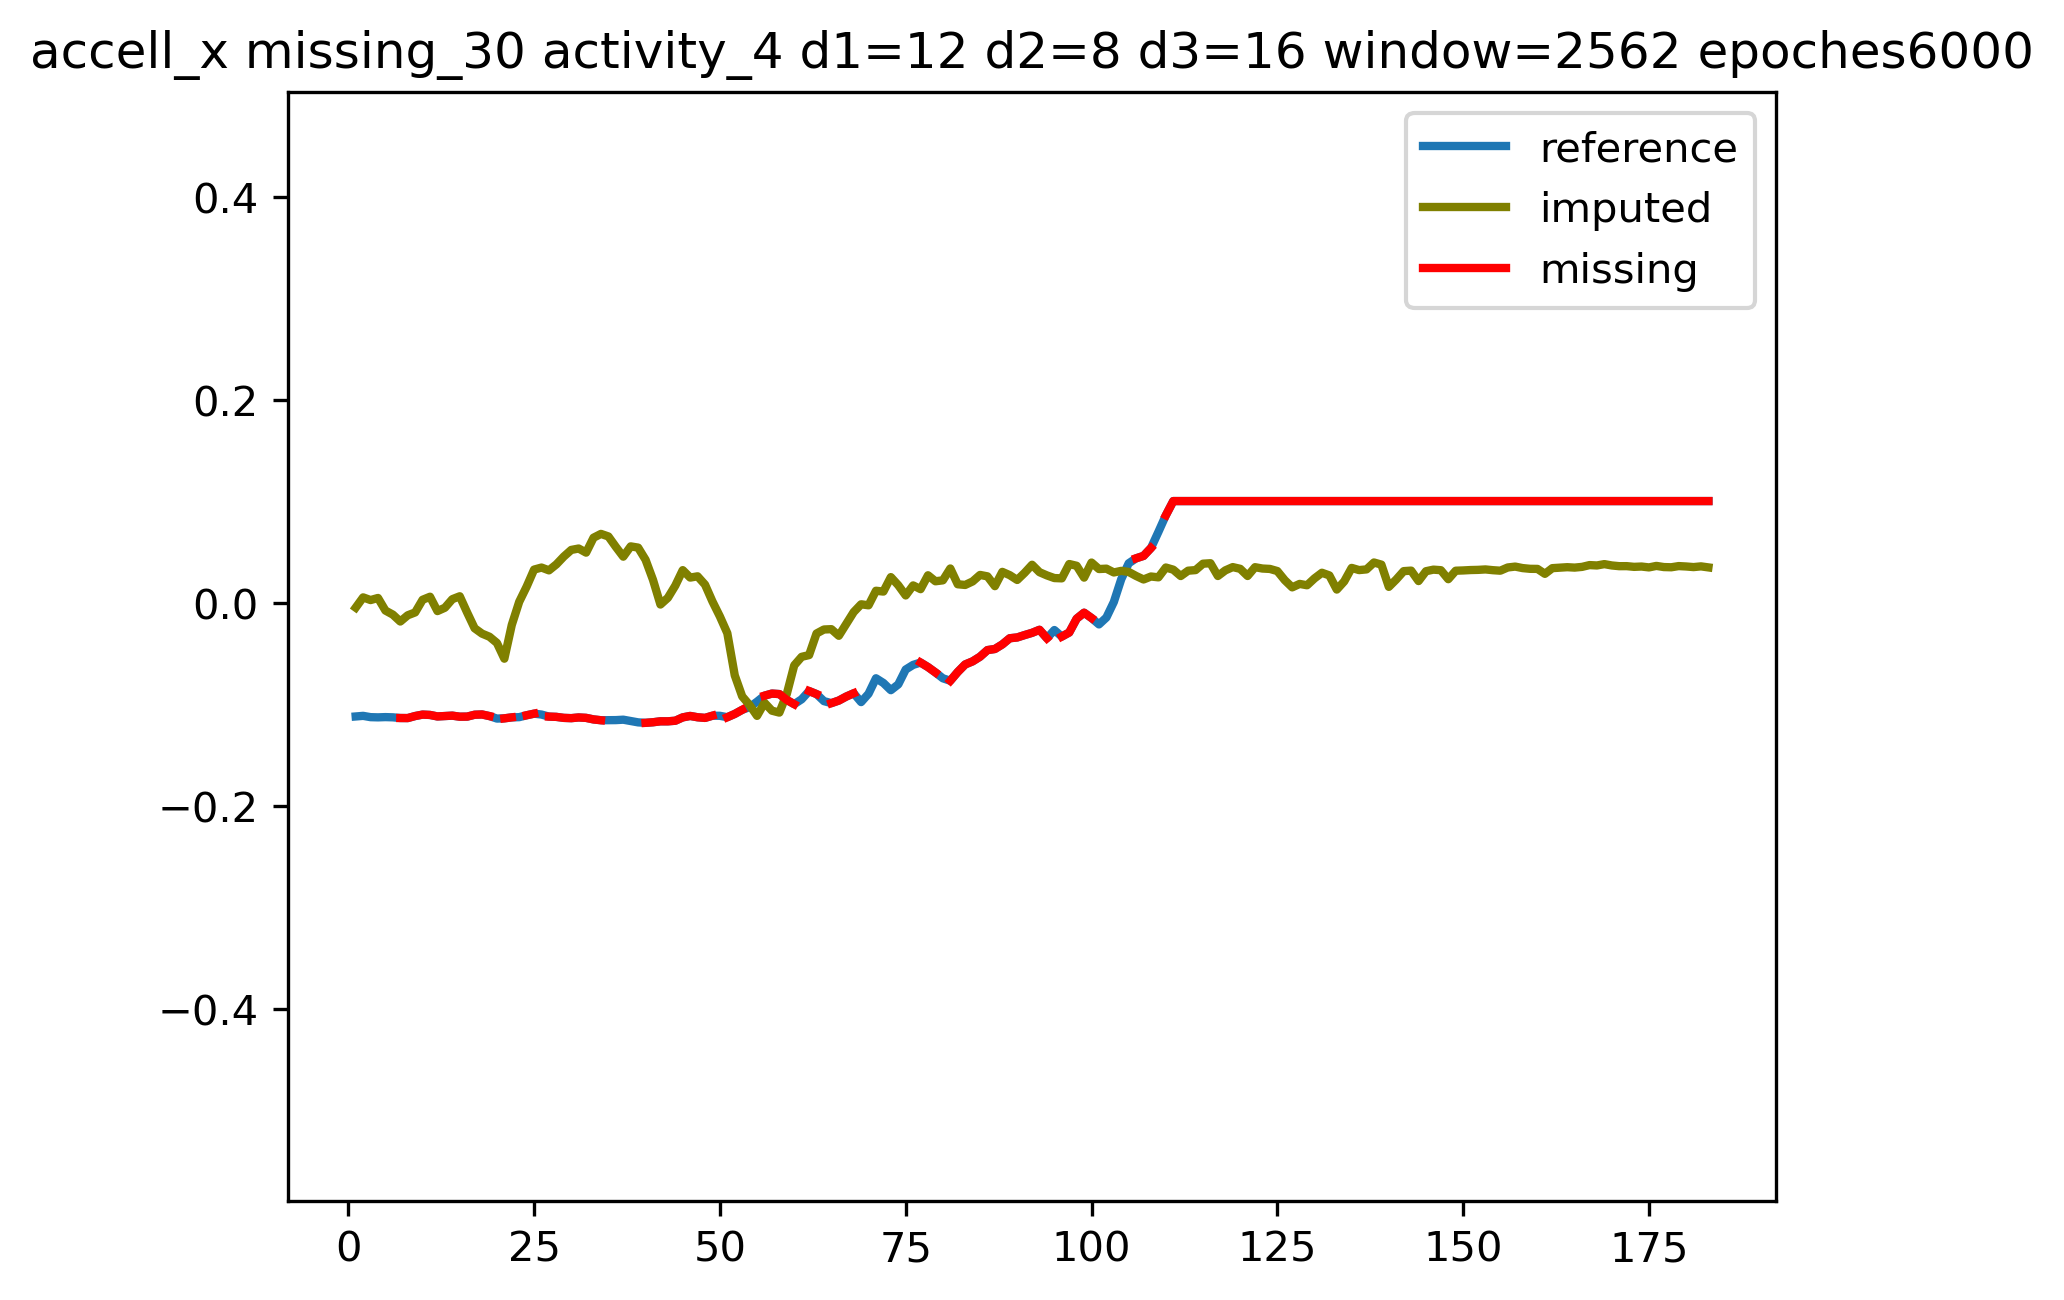 accell_x missing_30 activity_4 d1=12 d2=8 d3=16 window=2562 epoches6000
reference
imputed
missing
0.4
0.2
0.0
−0.2
−0.4
0 25 50 75 100 125 150 175